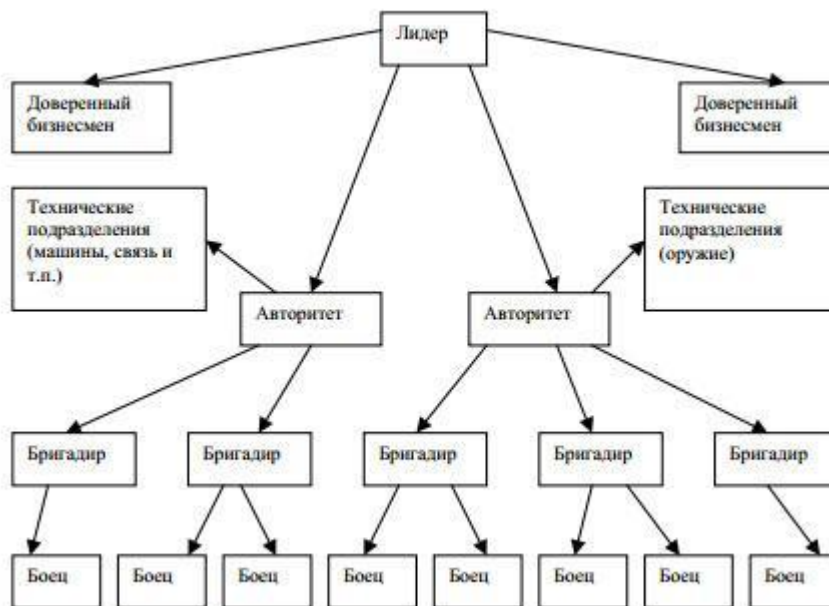 Лидер
Доверенный
бизнесмен
Доверенный
бизнесмен
Технические
подразделения
(машины, связь и
т.п.)
Технические
подразделения
(оружие)
Авторитет
Авторитет
Бригадир
Бригадир
Бригадир
Бригадир
Бригадир
Боец
Боец
Боец
Боец
Боец
Боец
Боец
Боец